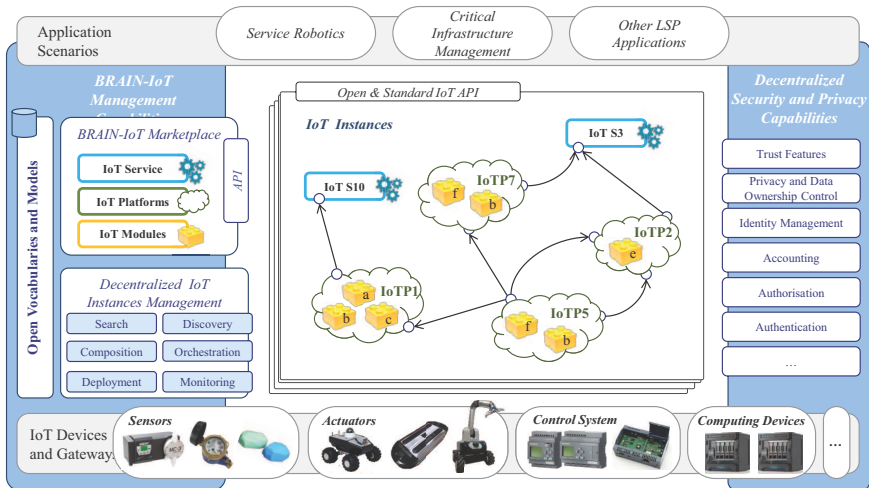 Application
Scenarios
Service Robotics
Critical
Infrastructure
Management
Other LSP
Applications
BRAIN-IoT
Management
Open Vocabularies and Models
BRAIN-IoT Marketplace
IoT Service
IoT Platforms
IoT Modules
API
Decentralized IoT
Instances Management
Search
Discovery
Composition
Orchestration
Deployment
Monitoring
Open & Standard IoT API
IoT Instances
IoT S3
IoT S10
IoTP7
f
b
IoTP2
e
IoTP1
a
b
c
IoTP5
f
b
Decentralized
Security and Privacy
Capabilities
Trust Features
Privacy and Data
Ownership Control
Identity Management
Accounting
Authorisation
Authentication
...
IoT Devices
and Gateway
Sensors
Actuators
Control System
Computing Devices
...